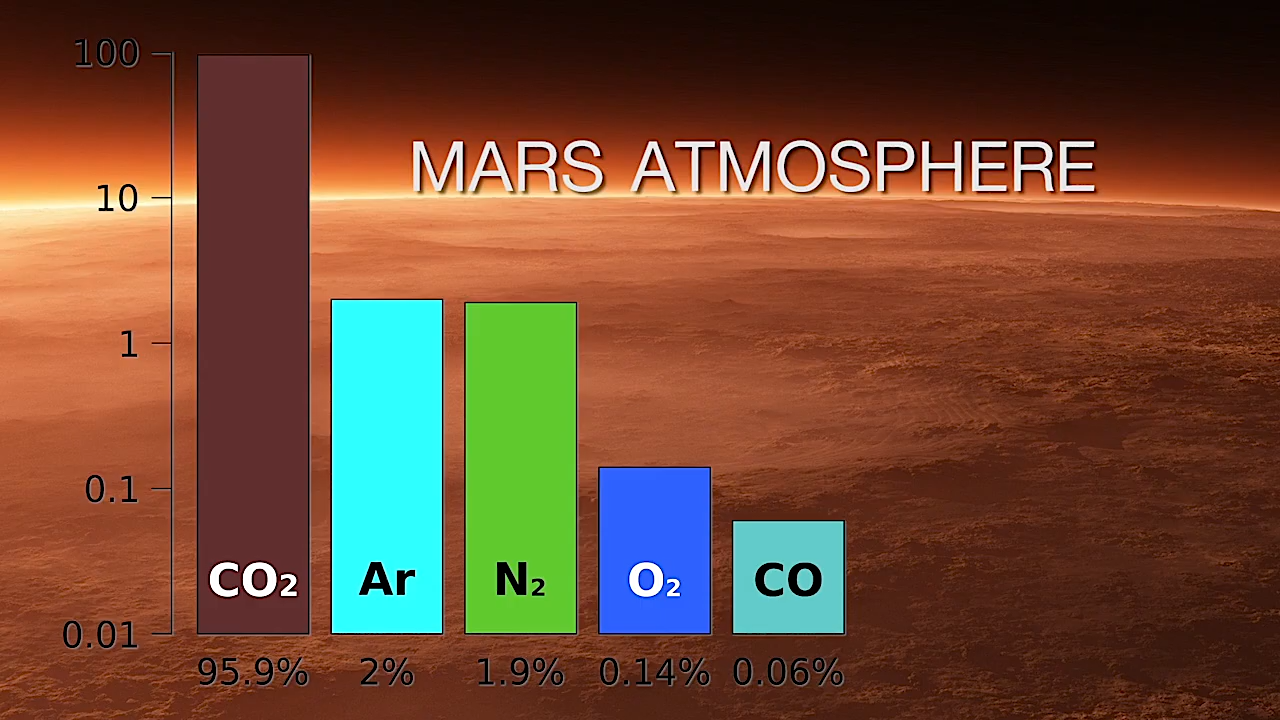 MARS ATMOSPHERE
100
10
1
0.1
0.01
CO₂ Ar N₂ O₂ CO
95.9% 2% 1.9% 0.14% 0.06%